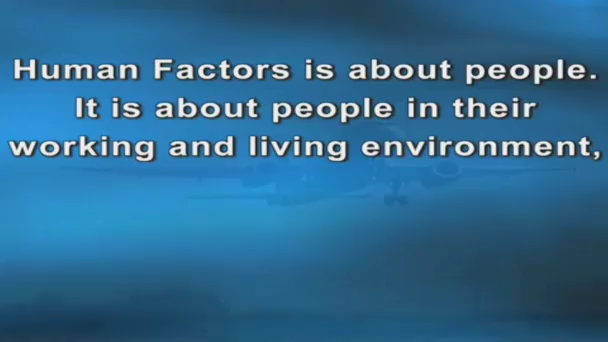 Human Factors is about people.
It is about people in their
working and living environment,